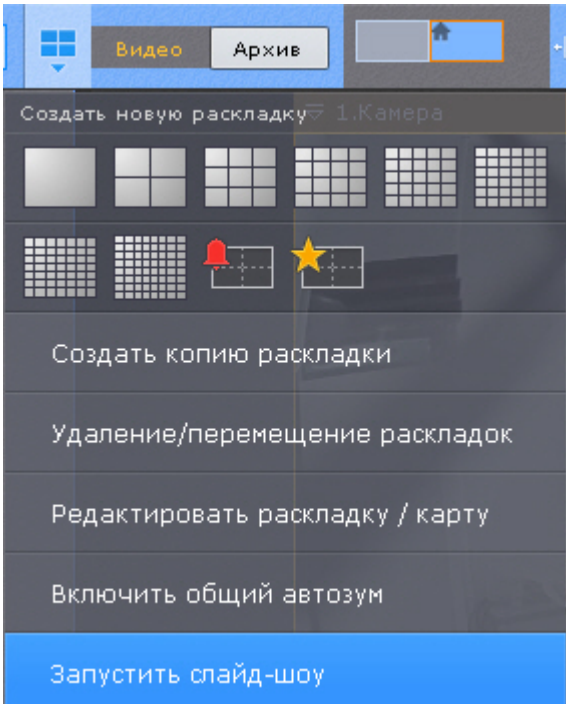 Видео Архив
Создать новую раскладку 1.Камера
Создать копию раскладки
Удаление/перемещение раскладок
Редактировать раскладку / карту
Включить общий автозум
Запустить слайд-шоу